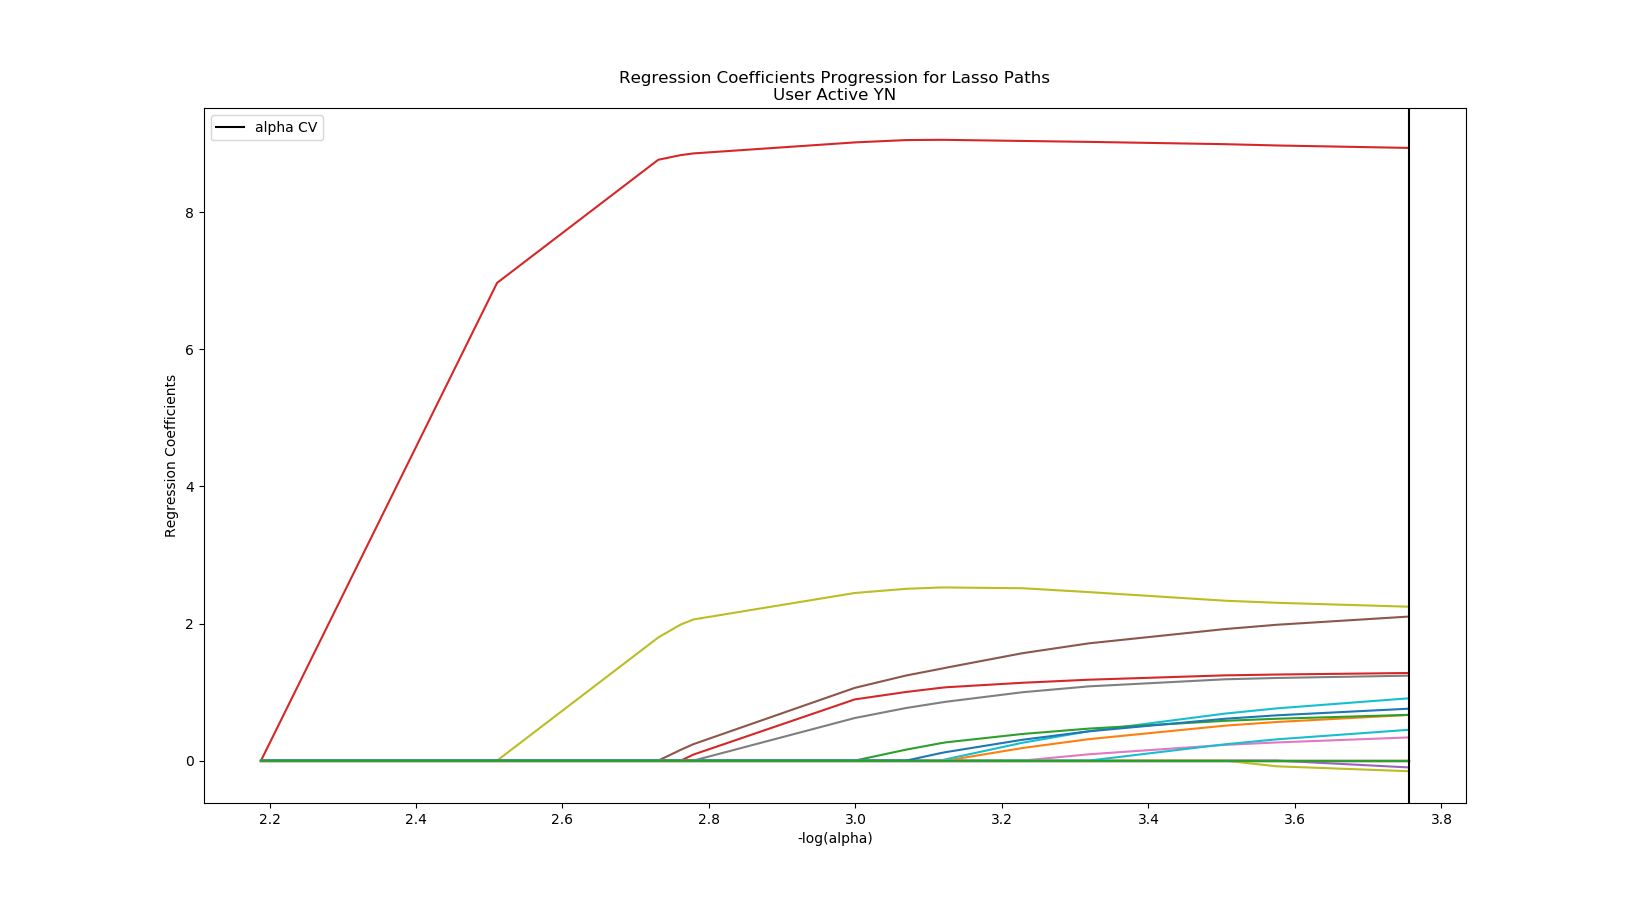 Regression Coefficients Progression for Lasso Paths
User Active YN
alpha CV
8
6
4
2
0
Regression Coefficients
2.2
2.4
2.6
2.8
3.0
3.2
3.4
3.6
3.8
-log(alpha)